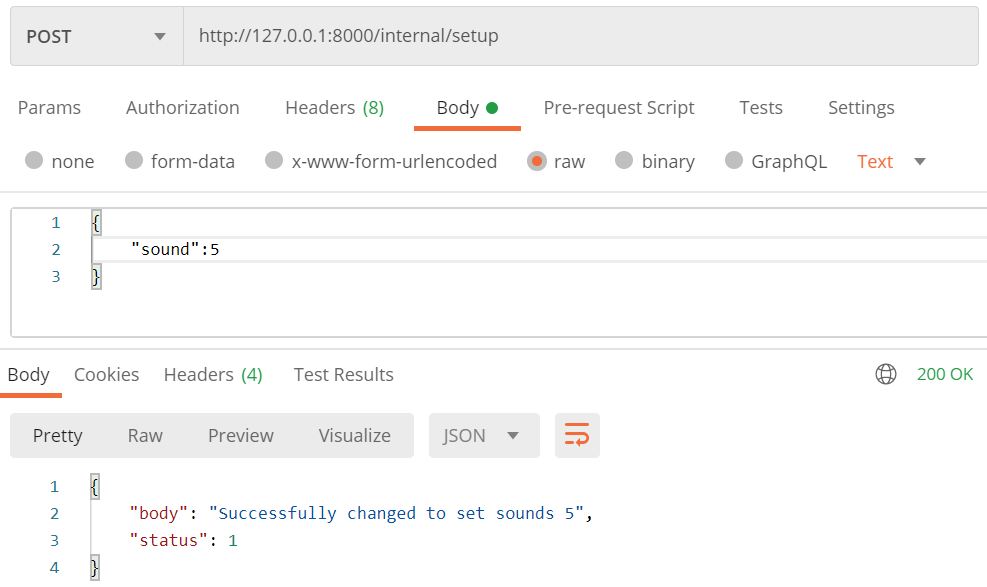 POST http://127.0.0.1:8000/internal/setup
Params Authorization Headers (8) Body Pre-request Script Tests Settings
none form-data x-www-form-urlencoded raw binary GraphQL Text
1 {
2 "sound":5
3 }
Body Cookies Headers (4) Test Results 200 OK
Pretty Raw Preview Visualize JSON
1 {
2 "body": "Successfully changed to set sounds 5",
3 "status": 1
4 }